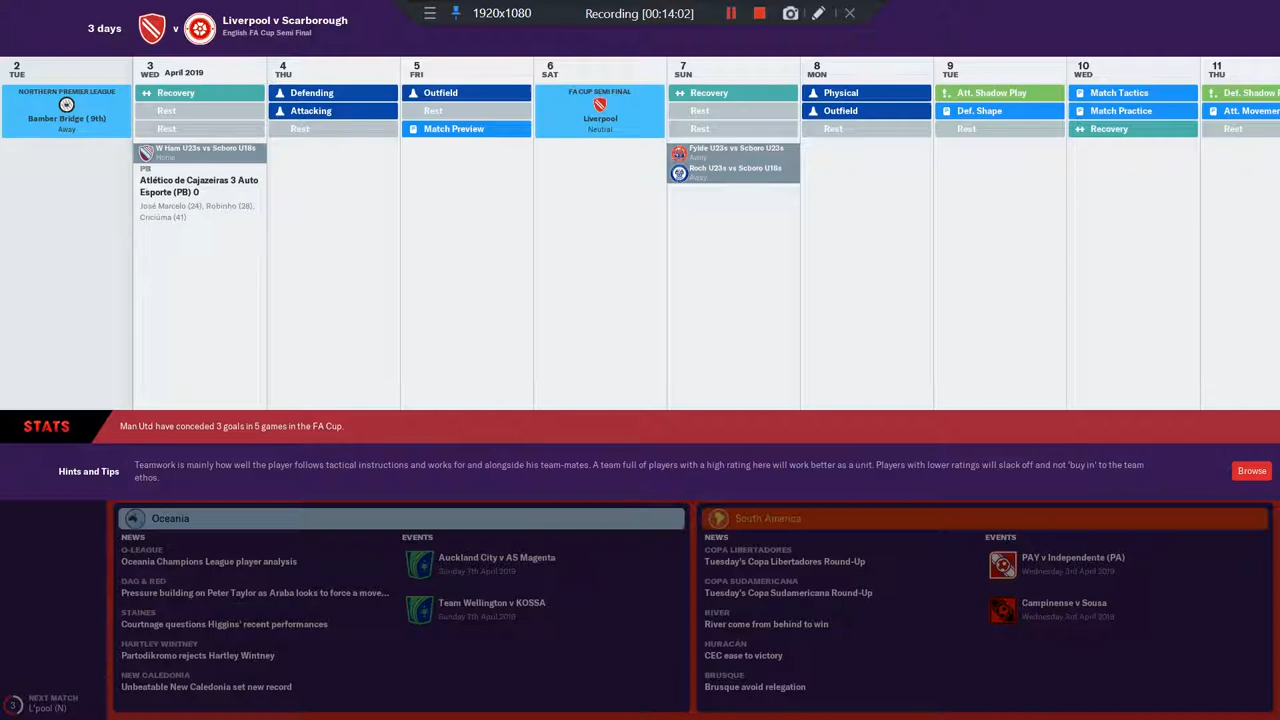 1920x1080
Recording [00:14:02]
3 days
v
Liverpool v Scarborough
English FA Cup Semi Final
2
TUE
3
WED April 2019
4
THU
5
FRI
6
SAT
7
SUN
8
MON
9
TUE
10
WED
11
THU
NORTHERN PREMIER LEAGUE
Bamber Bridge ( 9th)
Away
Recovery
Rest
Rest
W Ham U23s vs Scboro U18s
Home
PB
Atlético de Cajazeiras 3 Auto
Esporte (PB) 0
José Marcelo (24), Robinho (28),
Criciúma (41)
Defending
Attacking
Rest
Outfield
Rest
Match Preview
FA CUP SEMI FINAL
Liverpool
Neutral
Recovery
Rest
Rest
Fylde U23s vs Scboro U23s
Away
Roch U23s vs Scboro U18s
Away
Physical
Outfield
Rest
Att. Shadow Play
Def. Shape
Rest
Match Tactics
Match Practice
Recovery
Def. Shadow P
Att. Movemen
Rest
STATS
Man Utd have conceded 3 goals in 5 games in the FA Cup.
Hints and Tips
Teamwork is mainly how well the player follows tactical instructions and works for and alongside his team-mates. A team full of players with a high rating here will work better as a unit. Players with lower ratings will slack off and not 'buy in' to the team
ethos.
Browse
Oceania
NEWS
O-LEAGUE
Oceania Champions League player analysis
DAG & RED
Pressure building on Peter Taylor as Araba looks to force a move...
STAINES
Courtnage questions Higgins' recent performances
HARTLEY WINTNEY
Partodikromo rejects Hartley Wintney
NEW CALEDONIA
Unbeatable New Caledonia set new record
EVENTS
Auckland City v AS Magenta
Sunday 7th April 2019
Team Wellington v KOSSA
Sunday 7th April 2019
South America
NEWS
COPA LIBERTADORES
Tuesday's Copa Libertadores Round-Up
COPA SUDAMERICANA
Tuesday's Copa Sudamericana Round-Up
RIVER
River come from behind to win
HURACÁN
CEC ease to victory
BRUSQUE
Brusque avoid relegation
EVENTS
PAY v Independente (PA)
Wednesday 3rd April 2019
Campinense v Sousa
Wednesday 3rd April 2019
3
NEXT MATCH
L'pool (N)